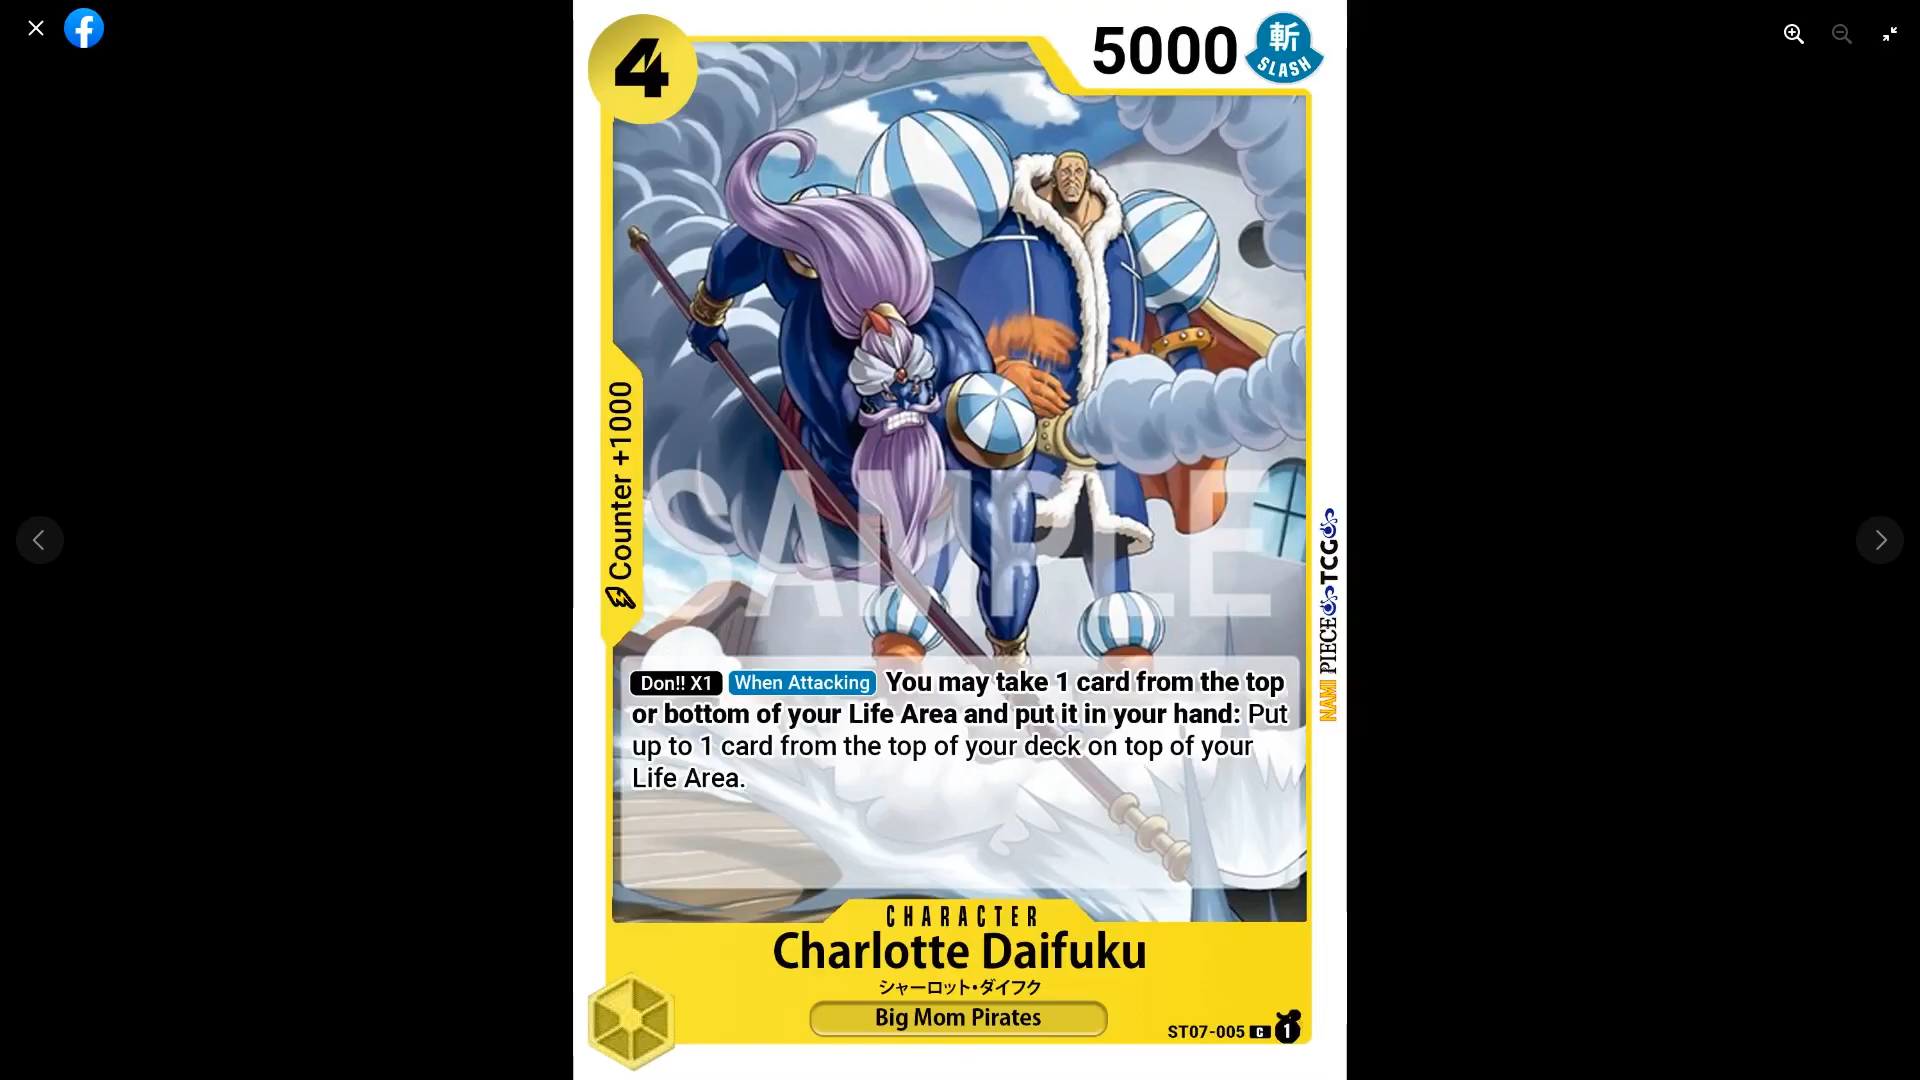 4
5000
斬
SLASH
Counter +1000
SAMPLE
NAMI PIECE TCG
Don!! X1 When Attacking You may take 1 card from the top
or bottom of your Life Area and put it in your hand: Put
up to 1 card from the top of your deck on top of your
Life Area.
CHARACTER
Charlotte Daifuku
シャーロット・ダイフク
Big Mom Pirates
ST07-005 C 1